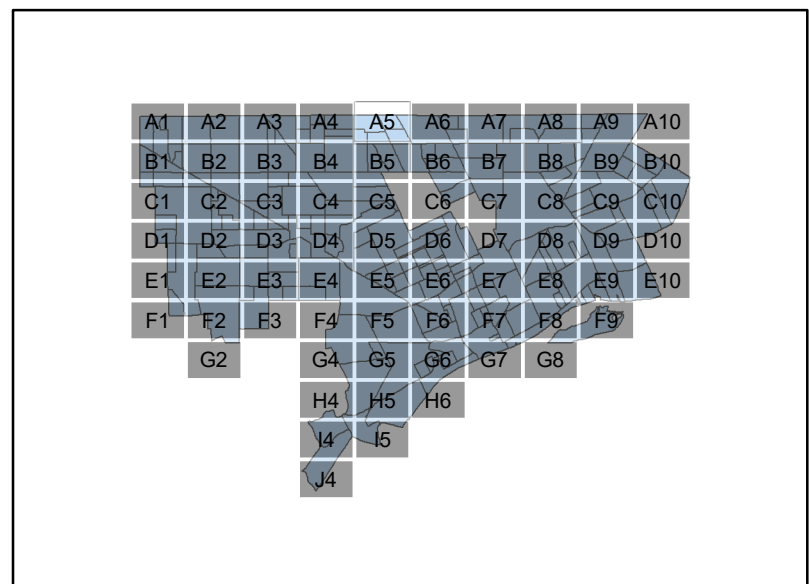 A1 A2 A3 A4 A5 A6 A7 A8 A9 A10
B1 B2 B3 B4 B5 B6 B7 B8 B9 B10
C1 C2 C3 C4 C5 C6 C7 C8 C9 C10
D1 D2 D3 D4 D5 D6 D7 D8 D9 D10
E1 E2 E3 E4 E5 E6 E7 E8 E9 E10
F1 F2 F3 F4 F5 F6 F7 F8 F9
G2 G4 G5 G6 G7 G8
H4 H5 H6
I4 I5
J4